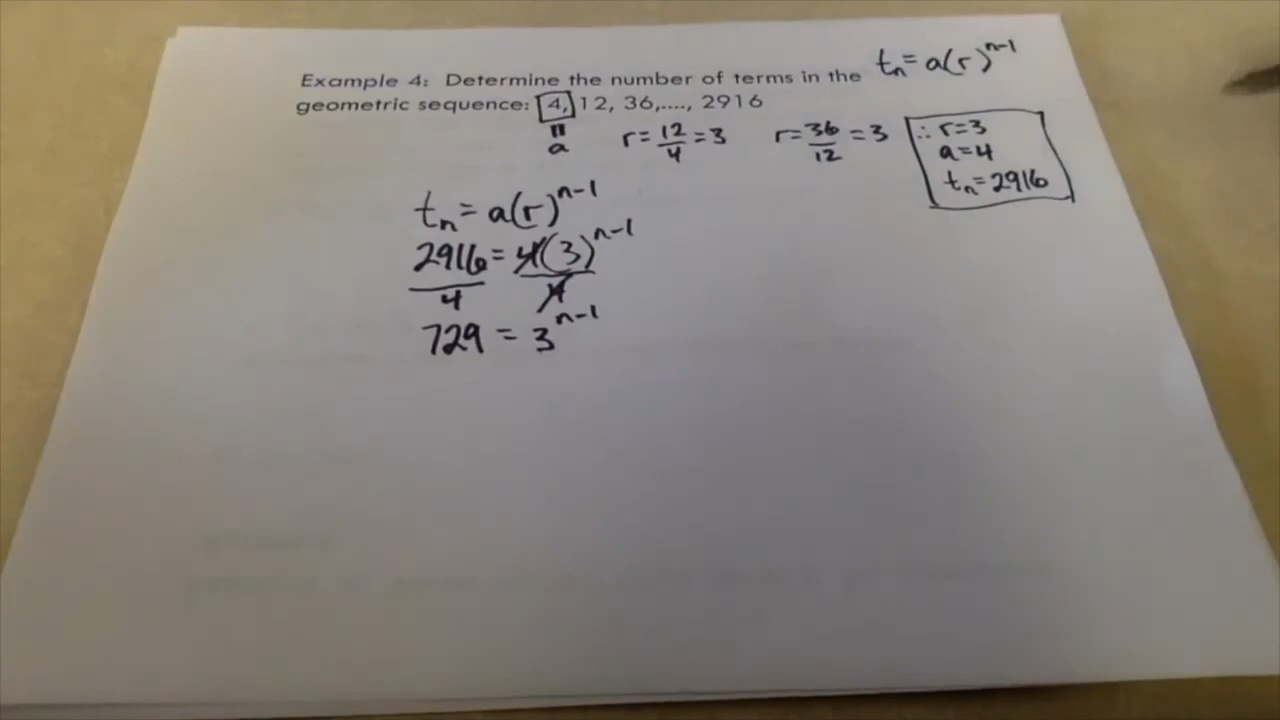 Example 4: Determine the number of terms in the tₙ = a(r)ⁿ⁻¹
geometric sequence: 4, 12, 36,...., 2916
=
a
r = 12/4 = 3
r = 36/12 = 3
∴ r = 3
a = 4
tₙ = 2916
tₙ = a(r)ⁿ⁻¹
2916/4 = 4(3)ⁿ⁻¹/4
729 = 3ⁿ⁻¹